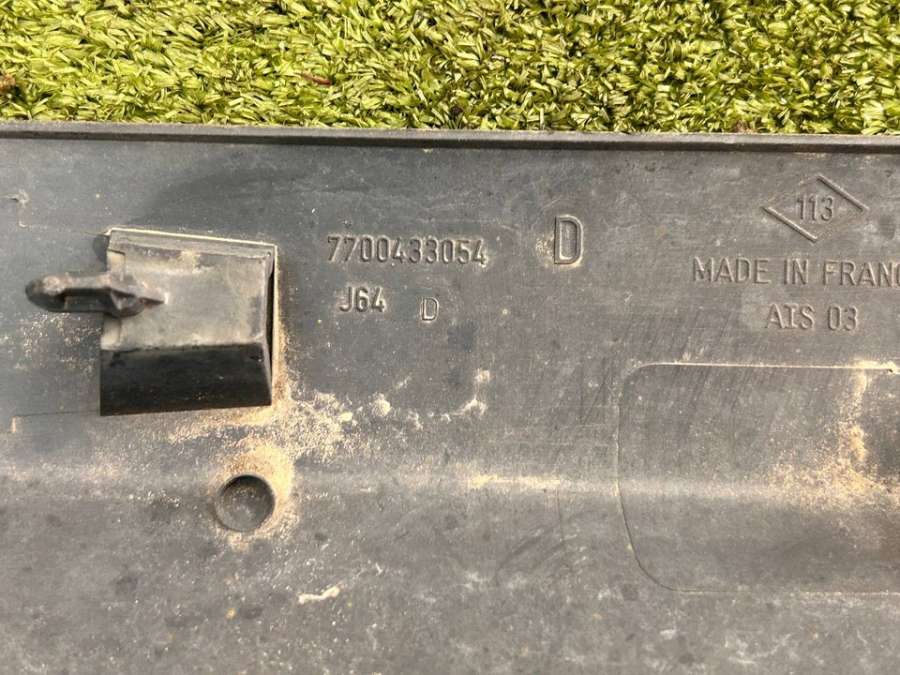 7700433054
D
J64 D
113
MADE IN FRANC
AIS 03